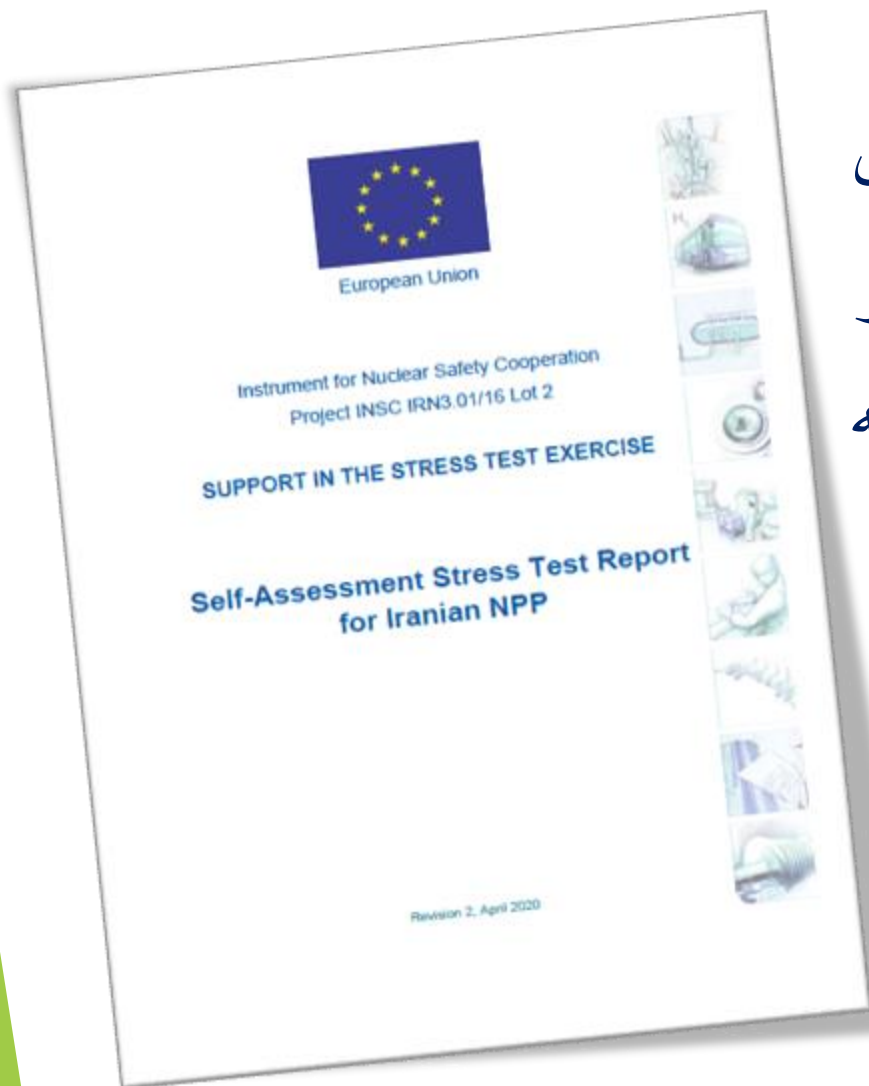 European Union
Instrument for Nuclear Safety Cooperation
Project INSC IRN3.01/16 Lot 2
SUPPORT IN THE STRESS TEST EXERCISE
Self-Assessment Stress Test Report
for Iranian NPP
Revision 2, April 2020